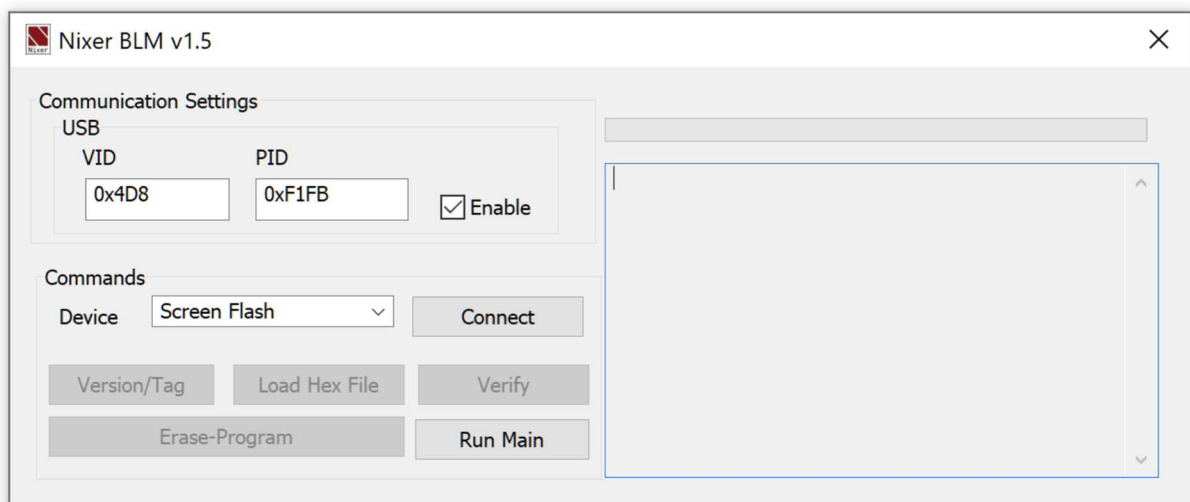 Nixer BLM v1.5
Nixer
Communication Settings
USB
VID PID
0x4D8 0xF1FB Enable
Commands
Device Screen Flash Connect
Version/Tag Load Hex File Verify
Erase-Program Run Main